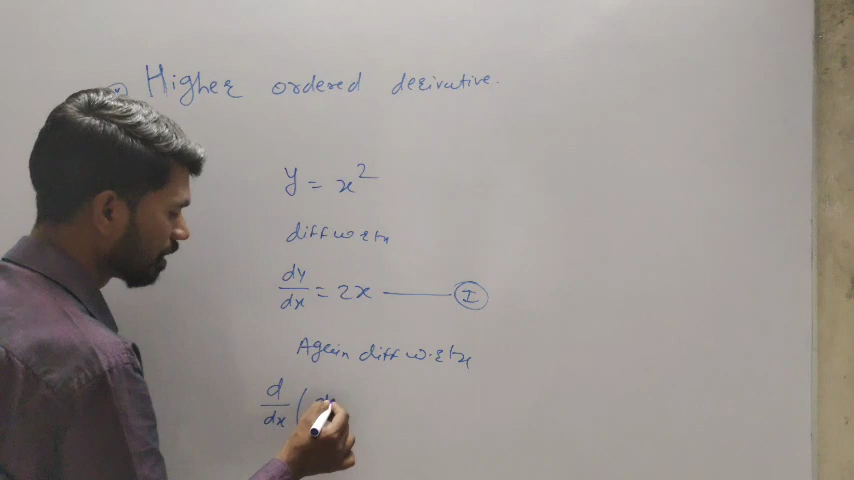 Higher ordered derivative.
y = x²
diff w r t x
dy/dx = 2x —— I
Again diff w.r.t x
d/dx (